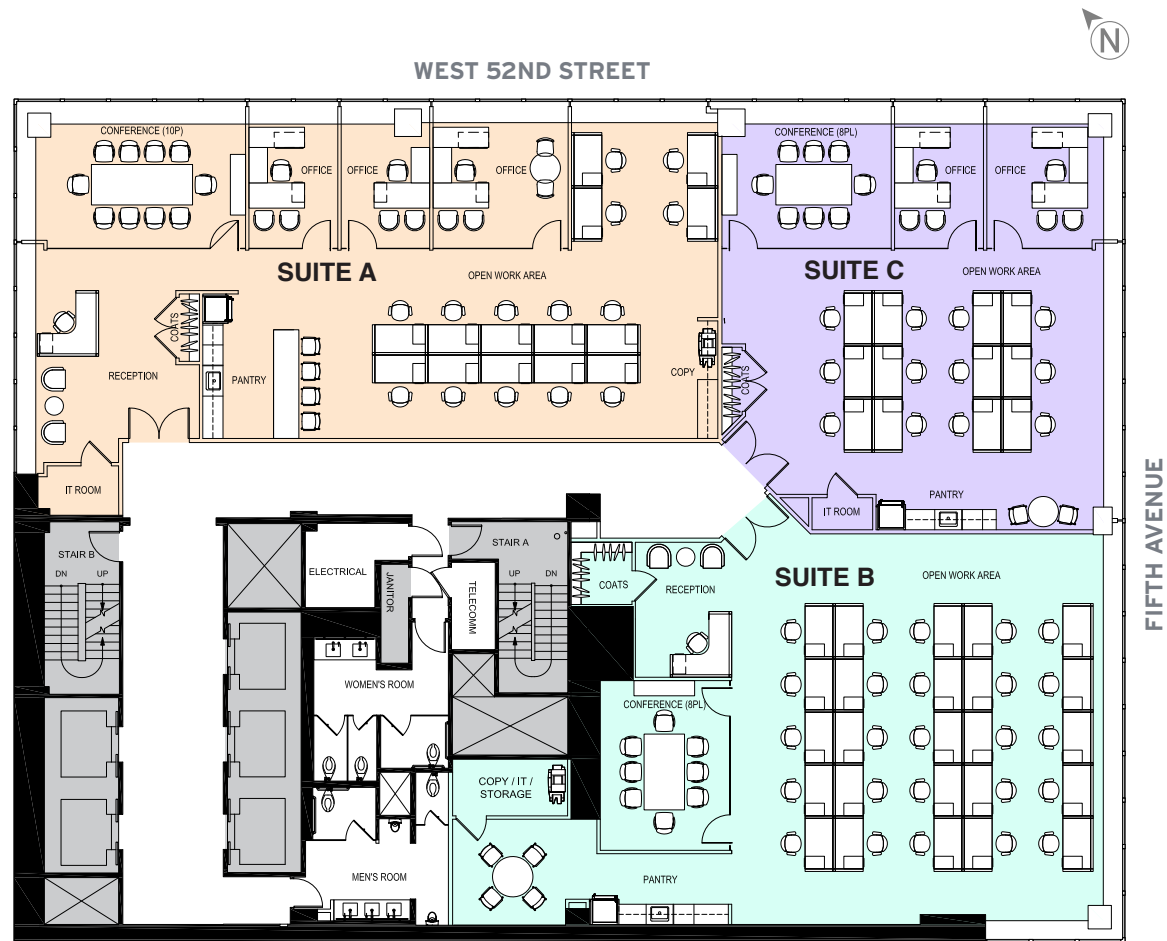 N
WEST 52ND STREET
CONFERENCE (10P)
OFFICE
OFFICE
OFFICE
CONFERENCE (8PL)
OFFICE
OFFICE
SUITE A
OPEN WORK AREA
SUITE C
OPEN WORK AREA
COATS
RECEPTION
PANTRY
COPY
COATS
IT ROOM
PANTRY
IT ROOM
FIFTH AVENUE
STAIR B
DN
UP
ELECTRICAL
JANITOR
TELECOMM
STAIR A
UP
DN
COATS
RECEPTION
SUITE B
OPEN WORK AREA
WOMEN'S ROOM
CONFERENCE (8PL)
COPY / IT /
STORAGE
MEN'S ROOM
PANTRY